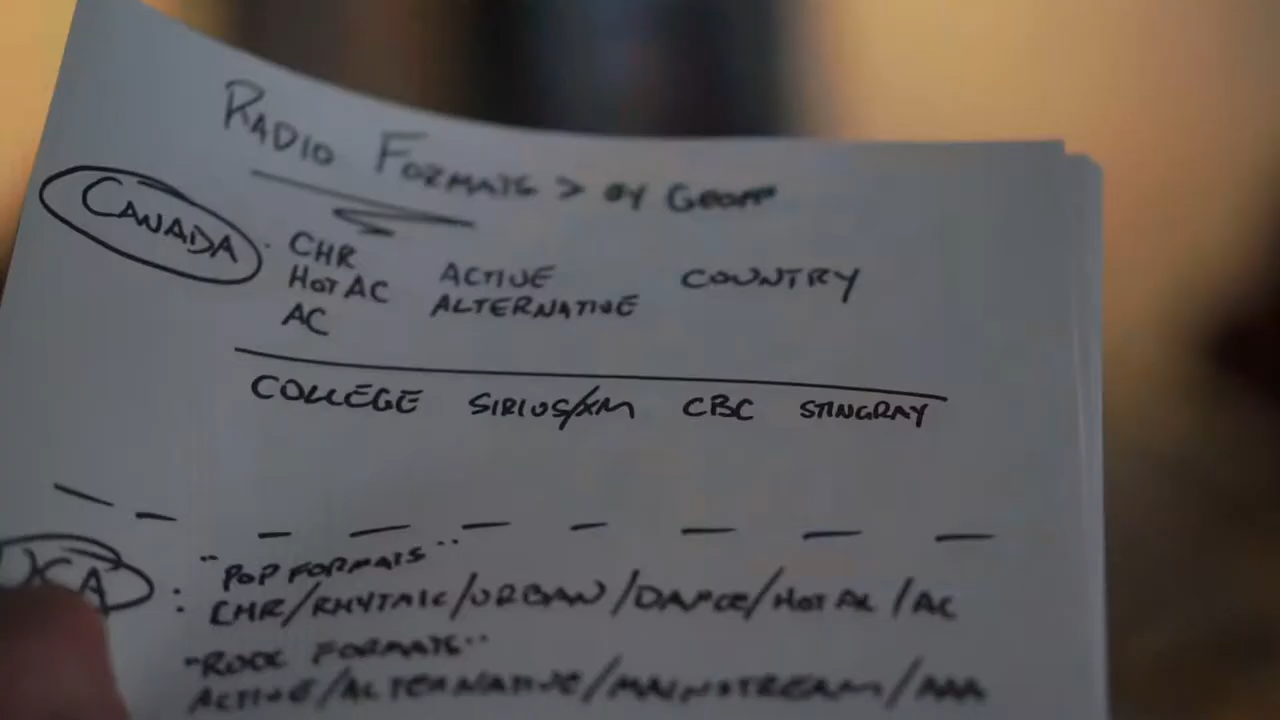 RADIO FORMATS > BY GEOFF
CANADA
CHR
HOT AC ACTIVE COUNTRY
AC ALTERNATIVE
COLLEGE SIRIUS/XM CBC STINGRAY
"POP FORMATS"
: CHR/RHYTMIC/URBAN/DANCE/HOT AC/AC
"ROCK FORMATS"
ACTIVE/ALTERNATIVE/MAINSTREAM/AAA